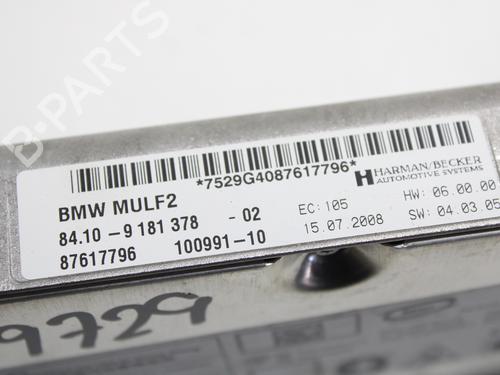 B-PARTS
*7529G4087617796*
HARMAN/BECKER
AUTOMOTIVE SYSTEMS
BMW MULF2
84.10 - 9 181 378 - 02
87617796 100991-10
EC: 105
15.07.2008
HW: 06.00.00
SW: 04.03.05
9729